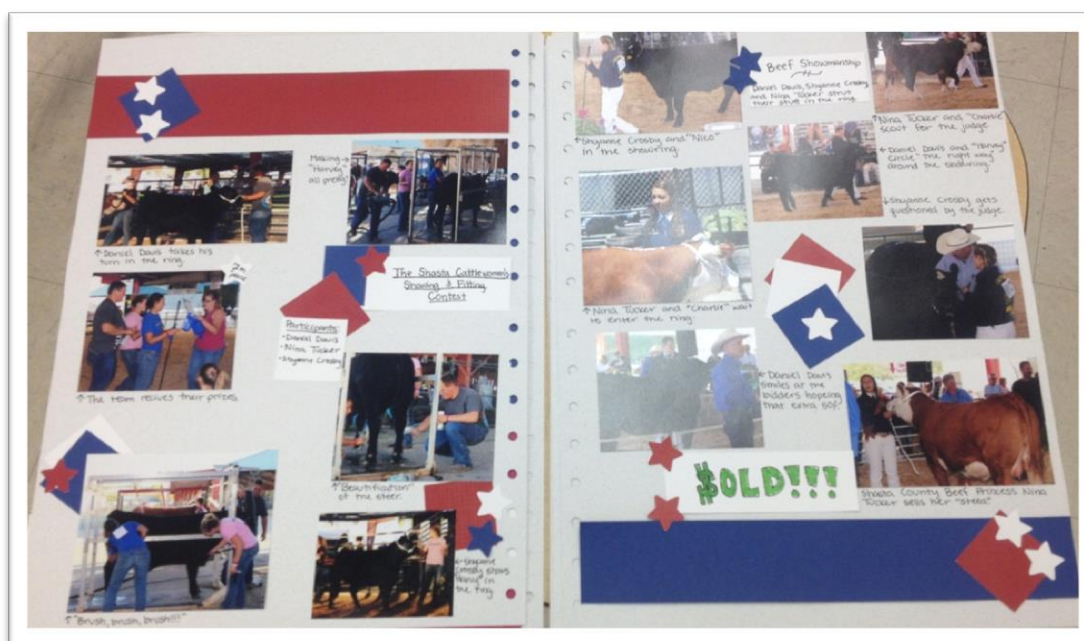 ↑ Daniel Davis takes his
turn in the ring.
Making →
"Harvey"
all pretty!
The Shasta Cattlewomen's
Showing & Fitting
Contest
Participants:
• Daniel Davis
• Nina Tucker
• Shyanne Crosby
↑ The team recives their prizes.
↑ "Beautification"
of the steer.
↑ "Brush, brush, brush!!!"
← Shyanne
Crosby shows
"Harvey" in
the ring
Beef Showmanship
Daniel Davis, Shyanne Crosby,
and Nina Tucker strut
their stuff in the ring.
↑ Shyanne Crosby and "Nico"
in the showring.
↑ Nina Tucker and "Charlie"
scout for the judge.
← Daniel Davis and "Harvey"
circle "the right way"
around the showring.
↓ Shyanne Crosby gets
questioned by the judge.
↑ Nina Tucker and "Charlie" wait
to enter the ring.
← Daniel Davis
smiles at the
bidders hoping
that extra 50¢!
$OLD!!!
Shasta County Beef Princess Nina
Tucker sells her "steal".